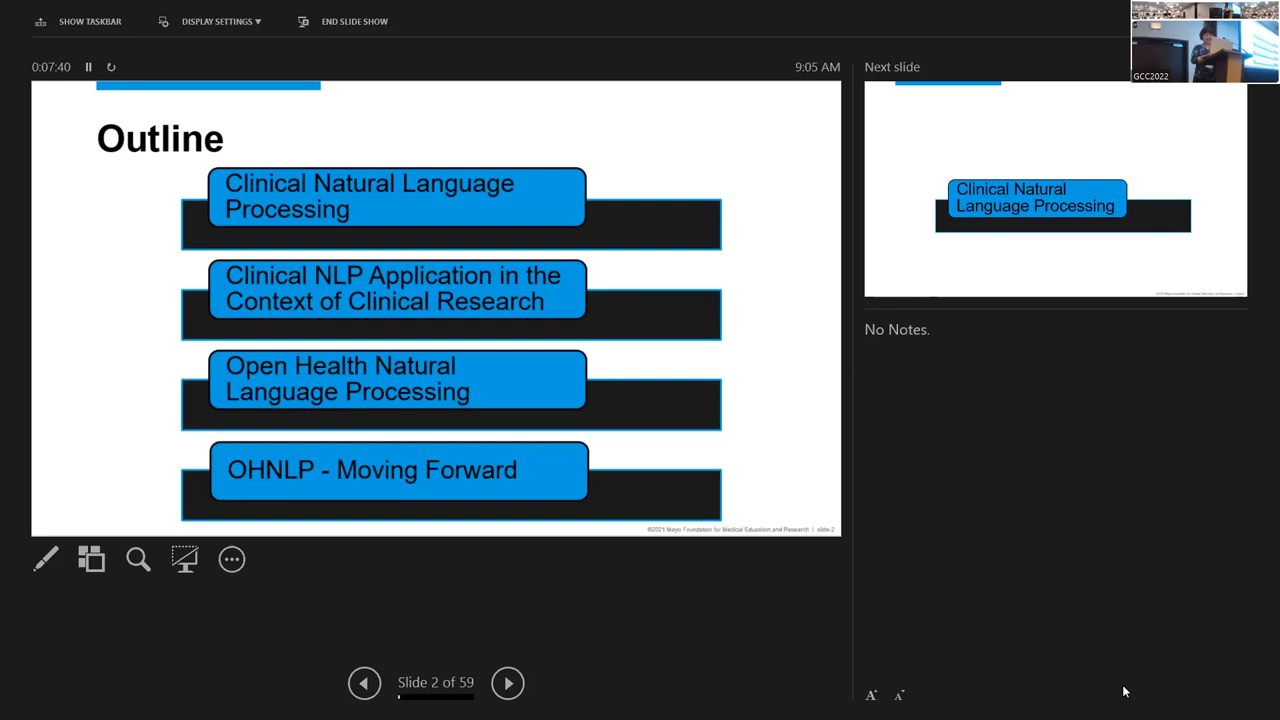 SHOW TASKBAR
DISPLAY SETTINGS ▼
END SLIDE SHOW
0:07:40
9:05 AM
Outline
Clinical Natural Language
Processing
Clinical NLP Application in the
Context of Clinical Research
Open Health Natural
Language Processing
OHNLP - Moving Forward
©2021 Mayo Foundation for Medical Education and Research | slide-2
Slide 2 of 59
Next slide
Clinical Natural
Language Processing
No Notes.
A
A
GCC2022